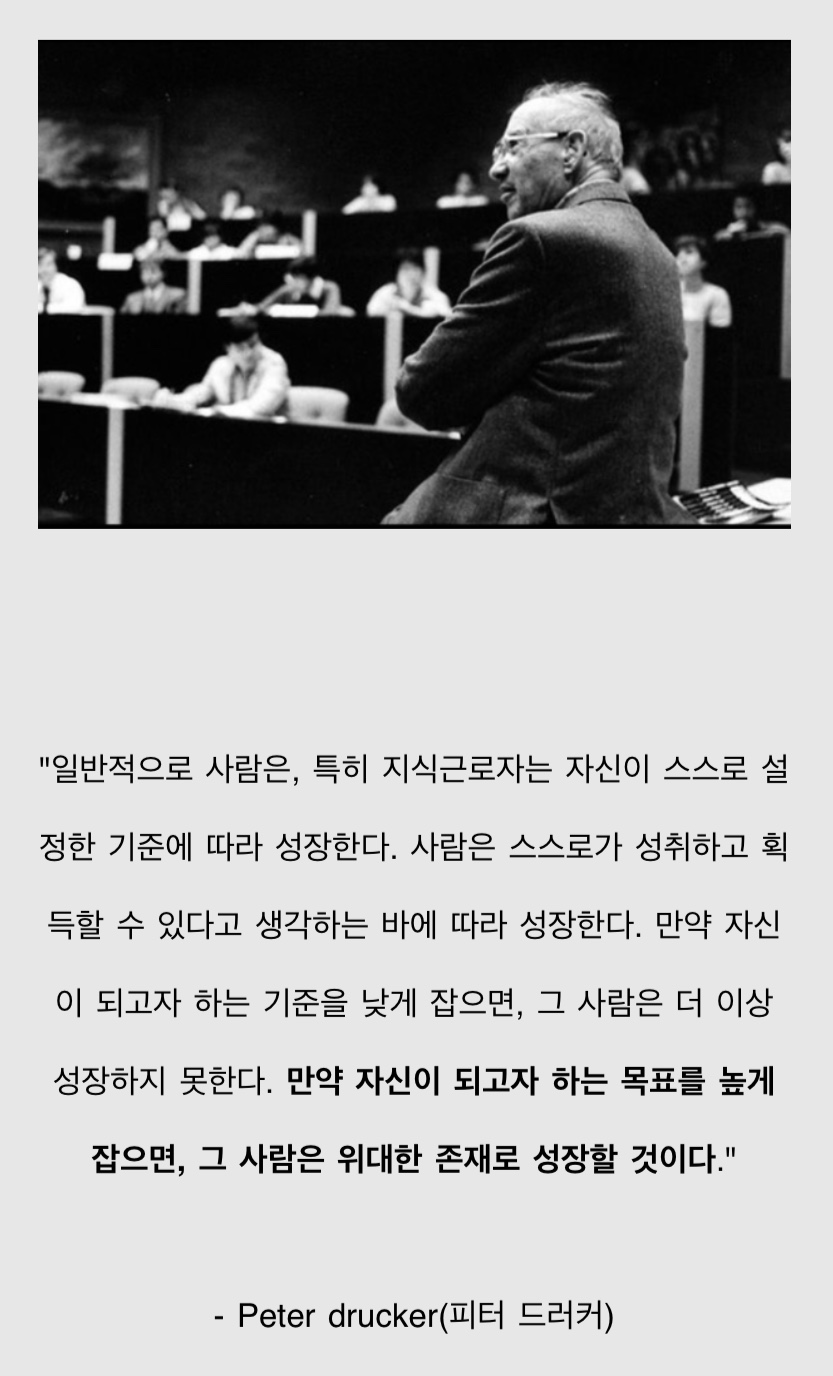 "일반적으로 사람은, 특히 지식근로자는 자신이 스스로 설
정한 기준에 따라 성장한다. 사람은 스스로가 성취하고 획
득할 수 있다고 생각하는 바에 따라 성장한다. 만약 자신
이 되고자 하는 기준을 낮게 잡으면, 그 사람은 더 이상
성장하지 못한다. 만약 자신이 되고자 하는 목표를 높게
잡으면, 그 사람은 위대한 존재로 성장할 것이다."
- Peter drucker(피터 드러커)